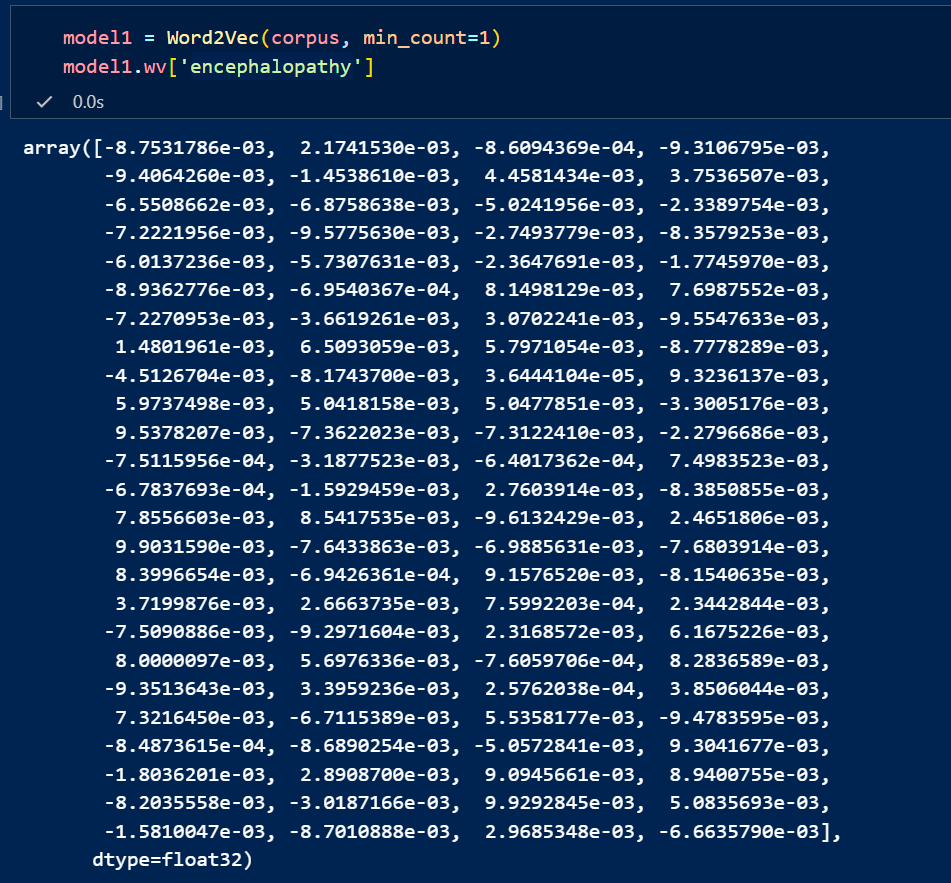 model1 = Word2Vec(corpus, min_count=1)
model1.wv['encephalopathy']
0.0s
array([-8.7531786e-03,  2.1741530e-03, -8.6094369e-04, -9.3106795e-03,
-9.4064260e-03, -1.4538610e-03,  4.4581434e-03,  3.7536507e-03,
-6.5508662e-03, -6.8758638e-03, -5.0241956e-03, -2.3389754e-03,
-7.2221956e-03, -9.5775630e-03, -2.7493779e-03, -8.3579253e-03,
-6.0137236e-03, -5.7307631e-03, -2.3647691e-03, -1.7745970e-03,
-8.9362776e-03, -6.9540367e-04,  8.1498129e-03,  7.6987552e-03,
-7.2270953e-03, -3.6619261e-03,  3.0702241e-03, -9.5547633e-03,
1.4801961e-03,  6.5093059e-03,  5.7971054e-03, -8.7778289e-03,
-4.5126704e-03, -8.1743700e-03,  3.6444104e-05,  9.3236137e-03,
5.9737498e-03,  5.0418158e-03,  5.0477851e-03, -3.3005176e-03,
9.5378207e-03, -7.3622023e-03, -7.3122410e-03, -2.2796686e-03,
-7.5115956e-04, -3.1877523e-03, -6.4017362e-04,  7.4983523e-03,
-6.7837693e-04, -1.5929459e-03,  2.7603914e-03, -8.3850855e-03,
7.8556603e-03,  8.5417535e-03, -9.6132429e-03,  2.4651806e-03,
9.9031590e-03, -7.6433863e-03, -6.9885631e-03, -7.6803914e-03,
8.3996654e-03, -6.9426361e-04,  9.1576520e-03, -8.1540635e-03,
3.7199876e-03,  2.6663735e-03,  7.5992203e-04,  2.3442844e-03,
-7.5090886e-03, -9.2971604e-03,  2.3168572e-03,  6.1675226e-03,
8.0000097e-03,  5.6976336e-03, -7.6059706e-04,  8.2836589e-03,
-9.3513643e-03,  3.3959236e-03,  2.5762038e-04,  3.8506044e-03,
7.3216450e-03, -6.7115389e-03,  5.5358177e-03, -9.4783595e-03,
-8.4873615e-04, -8.6890254e-03, -5.0572841e-03,  9.3041677e-03,
-1.8036201e-03,  2.8908700e-03,  9.0945661e-03,  8.9400755e-03,
-8.2035558e-03, -3.0187166e-03,  9.9292845e-03,  5.0835693e-03,
-1.5810047e-03, -8.7010888e-03,  2.9685348e-03, -6.6635790e-03],
dtype=float32)